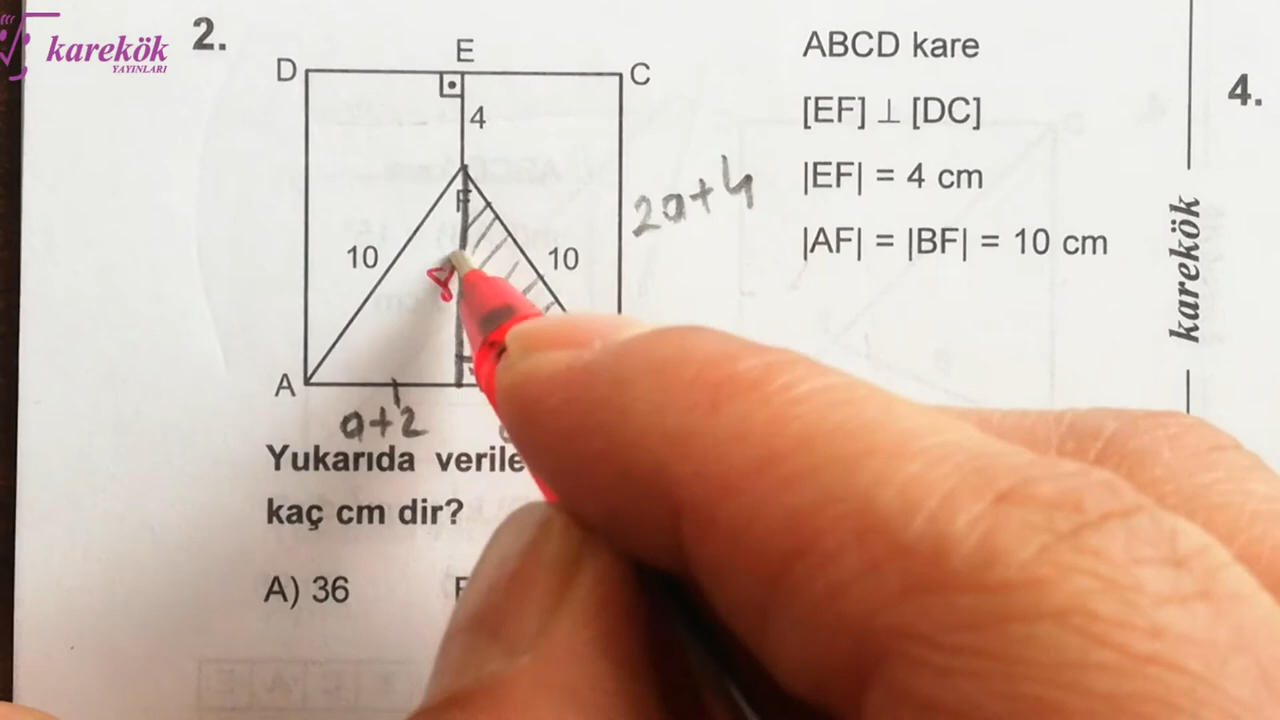 karekök
YAYINLARI
2.
D
E
C
4
F
10
10
8
2a+4
A
a+2
ABCD kare
[EF] ⊥ [DC]
|EF| = 4 cm
|AF| = |BF| = 10 cm
Yukarıda
kaç cm dir?
A) 36
karekök
4.